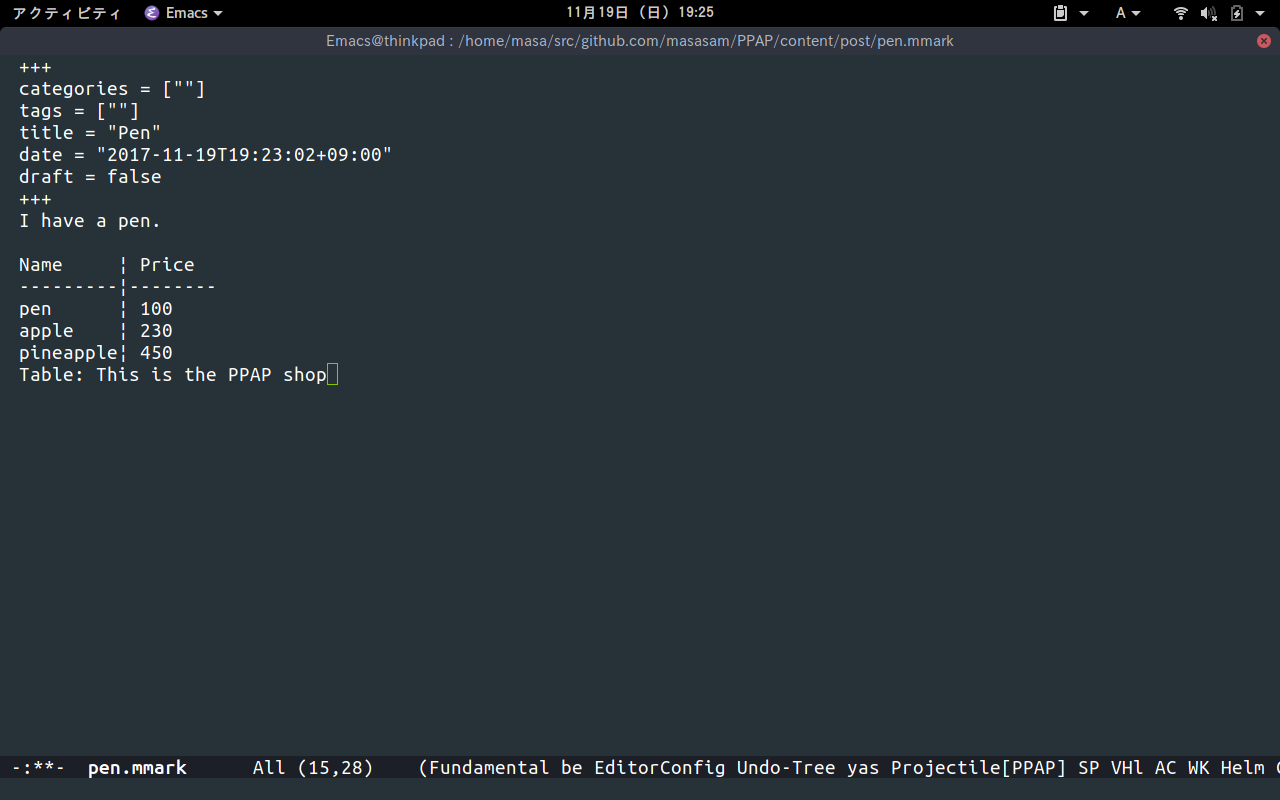 アクティビティ Emacs 11月19日 (日) 19:25 A
Emacs@thinkpad : /home/masa/src/github.com/masasam/PPAP/content/post/pen.mmark
+++
categories = [""]
tags = [""]
title = "Pen"
date = "2017-11-19T19:23:02+09:00"
draft = false
+++
I have a pen.
Name     ¦ Price
---------¦--------
pen      ¦ 100
apple    ¦ 230
pineapple¦ 450
Table: This is the PPAP shop
-:**-  pen.mmark      All (15,28)    (Fundamental be EditorConfig Undo-Tree yas Projectile[PPAP] SP VHl AC WK Helm